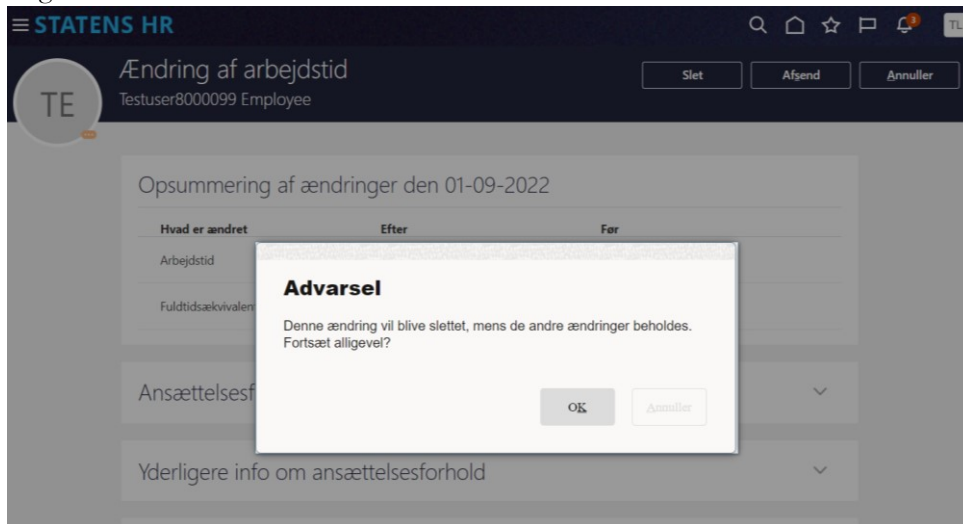 STATENS HR
3
TL
Ændring af arbejdstid
Slet
Afsend
Annuller
TE
Testuser8000099 Employee
Opsummering af ændringer den 01-09-2022
Hvad er ændret Efter Før
Arbejdstid
Fuldtidsækvivalen
Advarsel
Denne ændring vil blive slettet, mens de andre ændringer beholdes.
Fortsæt alligevel?
OK
Annuller
Ansættelsesf
Yderligere info om ansættelsesforhold